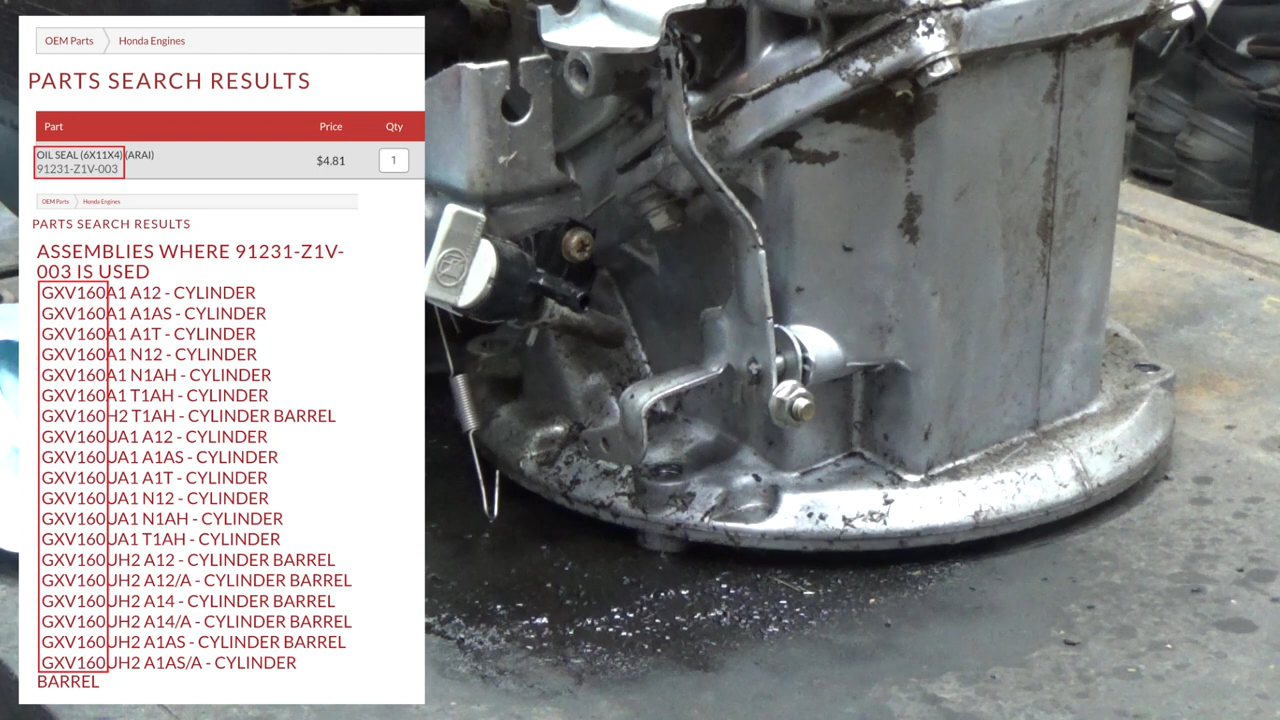 OEM Parts Honda Engines
PARTS SEARCH RESULTS
Part Price Qty
OIL SEAL (6X11X4) (ARAI)
91231-Z1V-003 $4.81 1
OEM Parts Honda Engines
PARTS SEARCH RESULTS
ASSEMBLIES WHERE 91231-Z1V-
003 IS USED
GXV160A1 A12 - CYLINDER
GXV160A1 A1AS - CYLINDER
GXV160A1 A1T - CYLINDER
GXV160A1 N12 - CYLINDER
GXV160A1 N1AH - CYLINDER
GXV160A1 T1AH - CYLINDER
GXV160H2 T1AH - CYLINDER BARREL
GXV160UA1 A12 - CYLINDER
GXV160UA1 A1AS - CYLINDER
GXV160UA1 A1T - CYLINDER
GXV160UA1 N12 - CYLINDER
GXV160UA1 N1AH - CYLINDER
GXV160UA1 T1AH - CYLINDER
GXV160UH2 A12 - CYLINDER BARREL
GXV160UH2 A12/A - CYLINDER BARREL
GXV160UH2 A14 - CYLINDER BARREL
GXV160UH2 A14/A - CYLINDER BARREL
GXV160UH2 A1AS - CYLINDER BARREL
GXV160UH2 A1AS/A - CYLINDER
BARREL